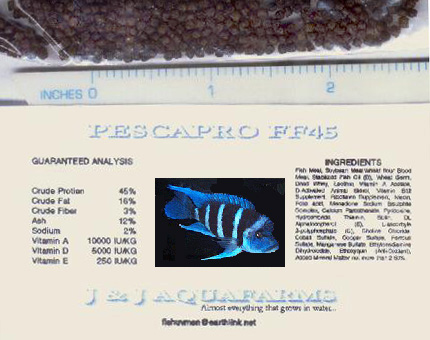 INCHES 0 1 2
PESCAPRO FF45
GUARANTEED ANALYSIS
Crude Protien 45%
Crude Fat 16%
Crude Fiber 3%
Ash 12%
Sodium 2%
Vitamin A 10000 IU/KG
Vitamin D 5000 IU/KG
Vitamin E 250 IU/KG
INGREDIENTS
Fish Meal, Soybean Meal Wheat flour Blood
Meal, Stabilized Fish Oil (B), Wheat Germ,
Dried Whey, Lecithin, Vitamin A Acetate,
D-Activated Animal Sterol, Vitamin B12
Supplement, Riboflavin Supplement, Niacin,
Folic acid, Menadione Sodium Bisulphite
Complex, Calcium Pantothenate, Pyridoxine
Hydrochloride, Thiamin, Biotin, DL
Alphatocopherol (E), L-ascorbyl
2-polyphosphate (C), Choline Chloride
Cobalt Sulfate, Copper Sulfate, Ferrous
Sulfate, Manganese Sulfate, Ethylenediamine
Dihydroiodide, Ethoxyquin (Anti-Oxidant),
Added Mineral Matter no. more than 2.50%.
J & J AQUAFARMS
Almost everything that grows in water...
fishunman@earthlink.net